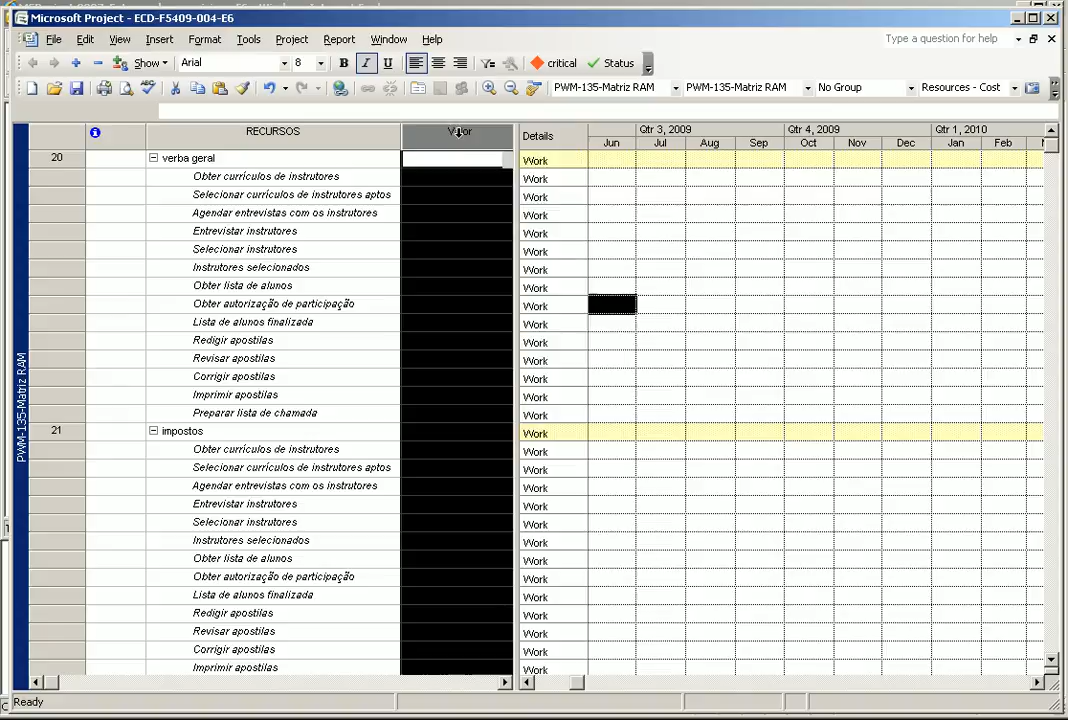 Microsoft Project - ECD-F5409-004-E6
File Edit View Insert Format Tools Project Report Window Help Type a question for help
Show Arial 8 B I U critical Status
PWM-135-Matriz RAM PWM-135-Matriz RAM No Group Resources - Cost
RECURSOS Valor Details Qtr 3, 2009 Qtr 4, 2009 Qtr 1, 2010
Jun Jul Aug Sep Oct Nov Dec Jan Feb
20 verba geral Work
Obter currículos de instrutores Work
Selecionar currículos de instrutores aptos Work
Agendar entrevistas com os instrutores Work
Entrevistar instrutores Work
Selecionar instrutores Work
Instrutores selecionados Work
Obter lista de alunos Work
Obter autorização de participação Work
Lista de alunos finalizada Work
Redigir apostilas Work
Revisar apostilas Work
Corrigir apostilas Work
Imprimir apostilas Work
Preparar lista de chamada Work
21 impostos Work
Obter currículos de instrutores Work
Selecionar currículos de instrutores aptos Work
Agendar entrevistas com os instrutores Work
Entrevistar instrutores Work
Selecionar instrutores Work
Instrutores selecionados Work
Obter lista de alunos Work
Obter autorização de participação Work
Lista de alunos finalizada Work
Redigir apostilas Work
Revisar apostilas Work
Corrigir apostilas Work
Imprimir apostilas Work
PWM-135-Matriz RAM
Ready